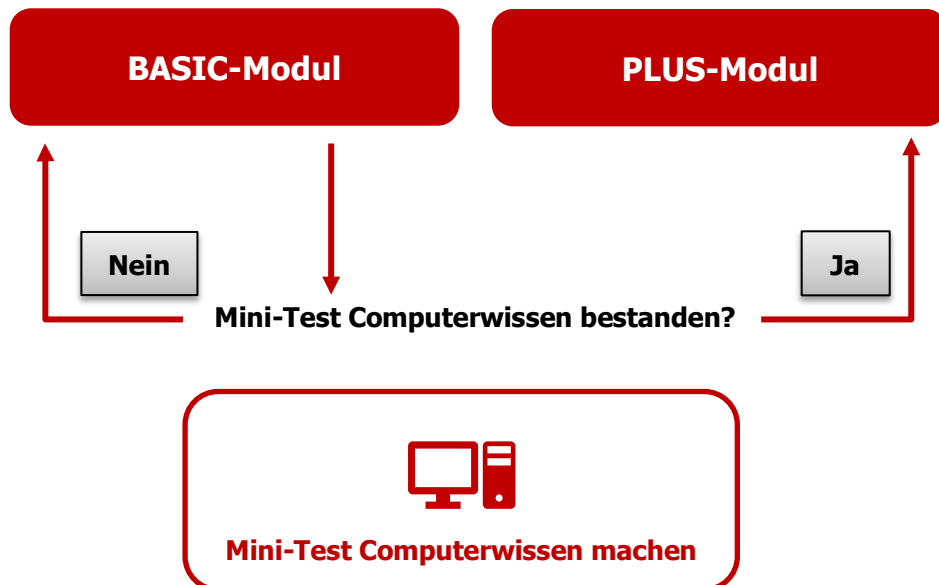 BASIC-Modul
PLUS-Modul
Nein
Ja
Mini-Test Computerwissen bestanden?
Mini-Test Computerwissen machen